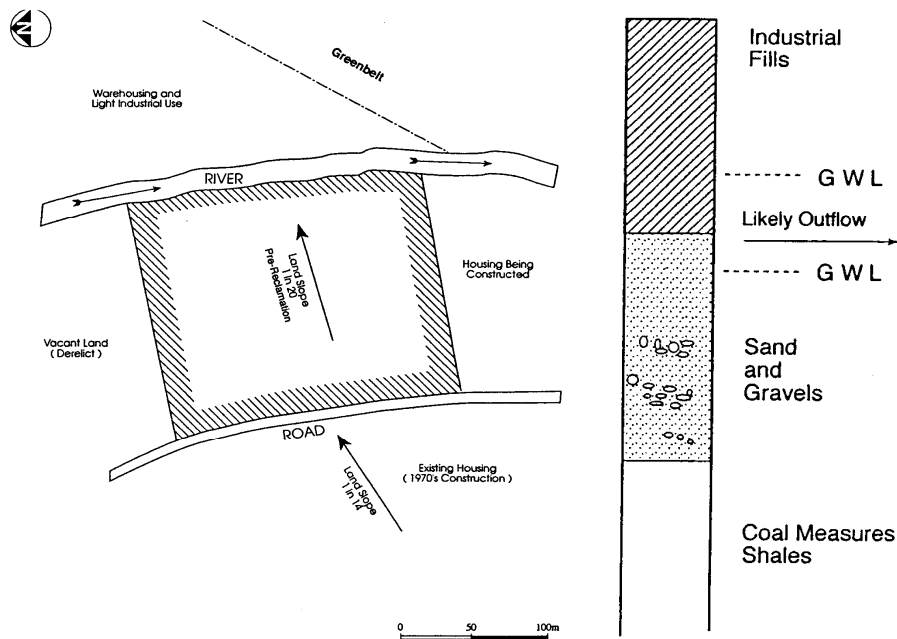 N
Greenbelt
Warehousing and
Light Industrial Use
RIVER
Land Slope
1 in 20
Pre-Reclamation
Housing Being
Constructed
Vacant Land
( Derelict )
ROAD
Land Slope
1 in 14
Existing Housing
( 1970's Construction )
0 50 100m
Industrial
Fills
G W L
Likely Outflow
G W L
Sand
and
Gravels
Coal Measures
Shales